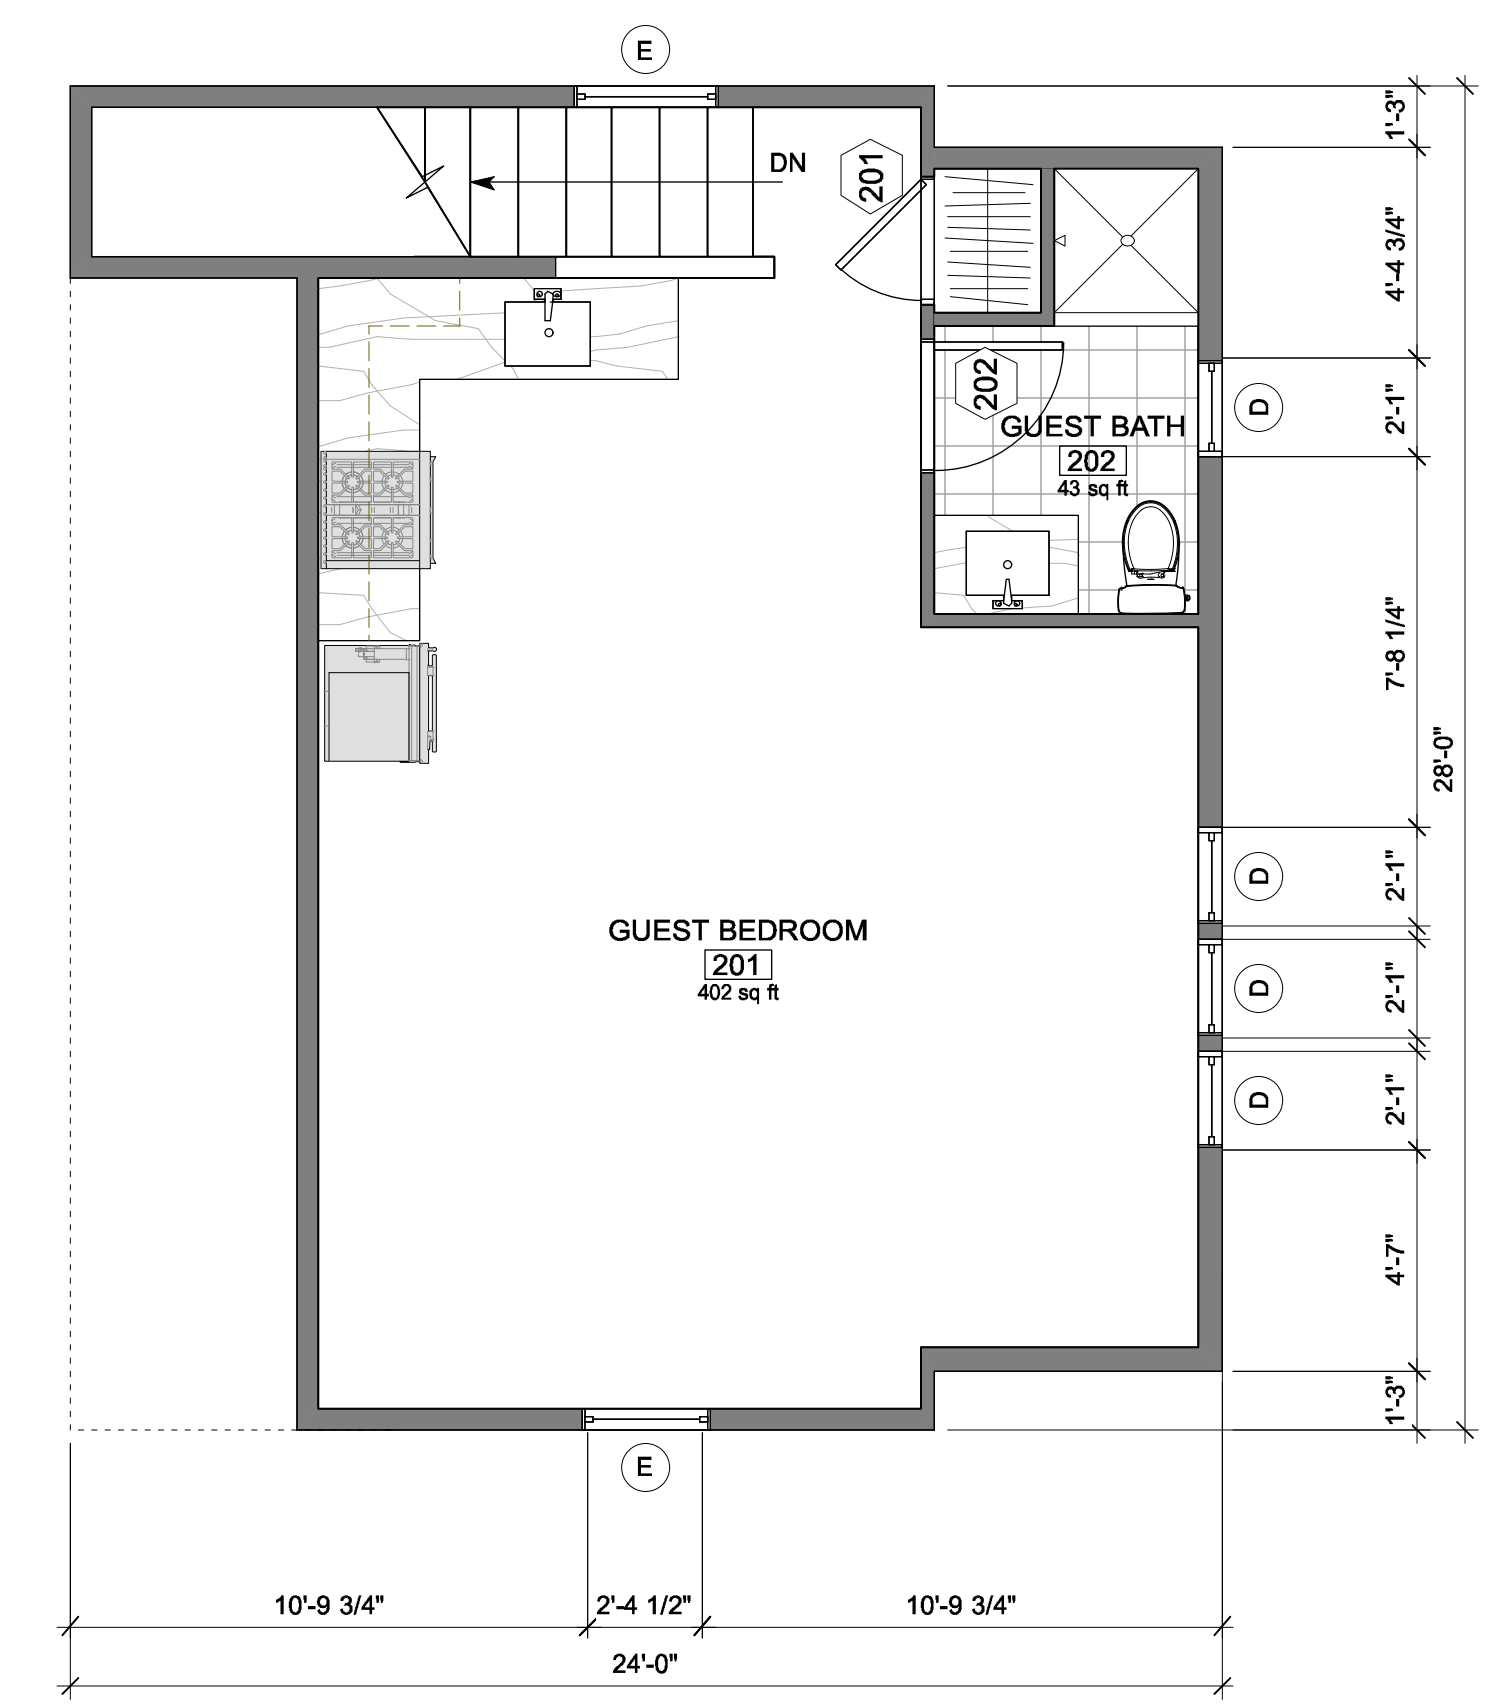 E
1'-3"
DN
201
4'-4 3/4"
202
D
2'-1"
GUEST BATH
202
43 sq ft
7'-8 1/4"
28'-0"
D
2'-1"
GUEST BEDROOM
201
402 sq ft
D
2'-1"
D
2'-1"
4'-7"
1'-3"
E
10'-9 3/4"
2'-4 1/2"
10'-9 3/4"
24'-0"